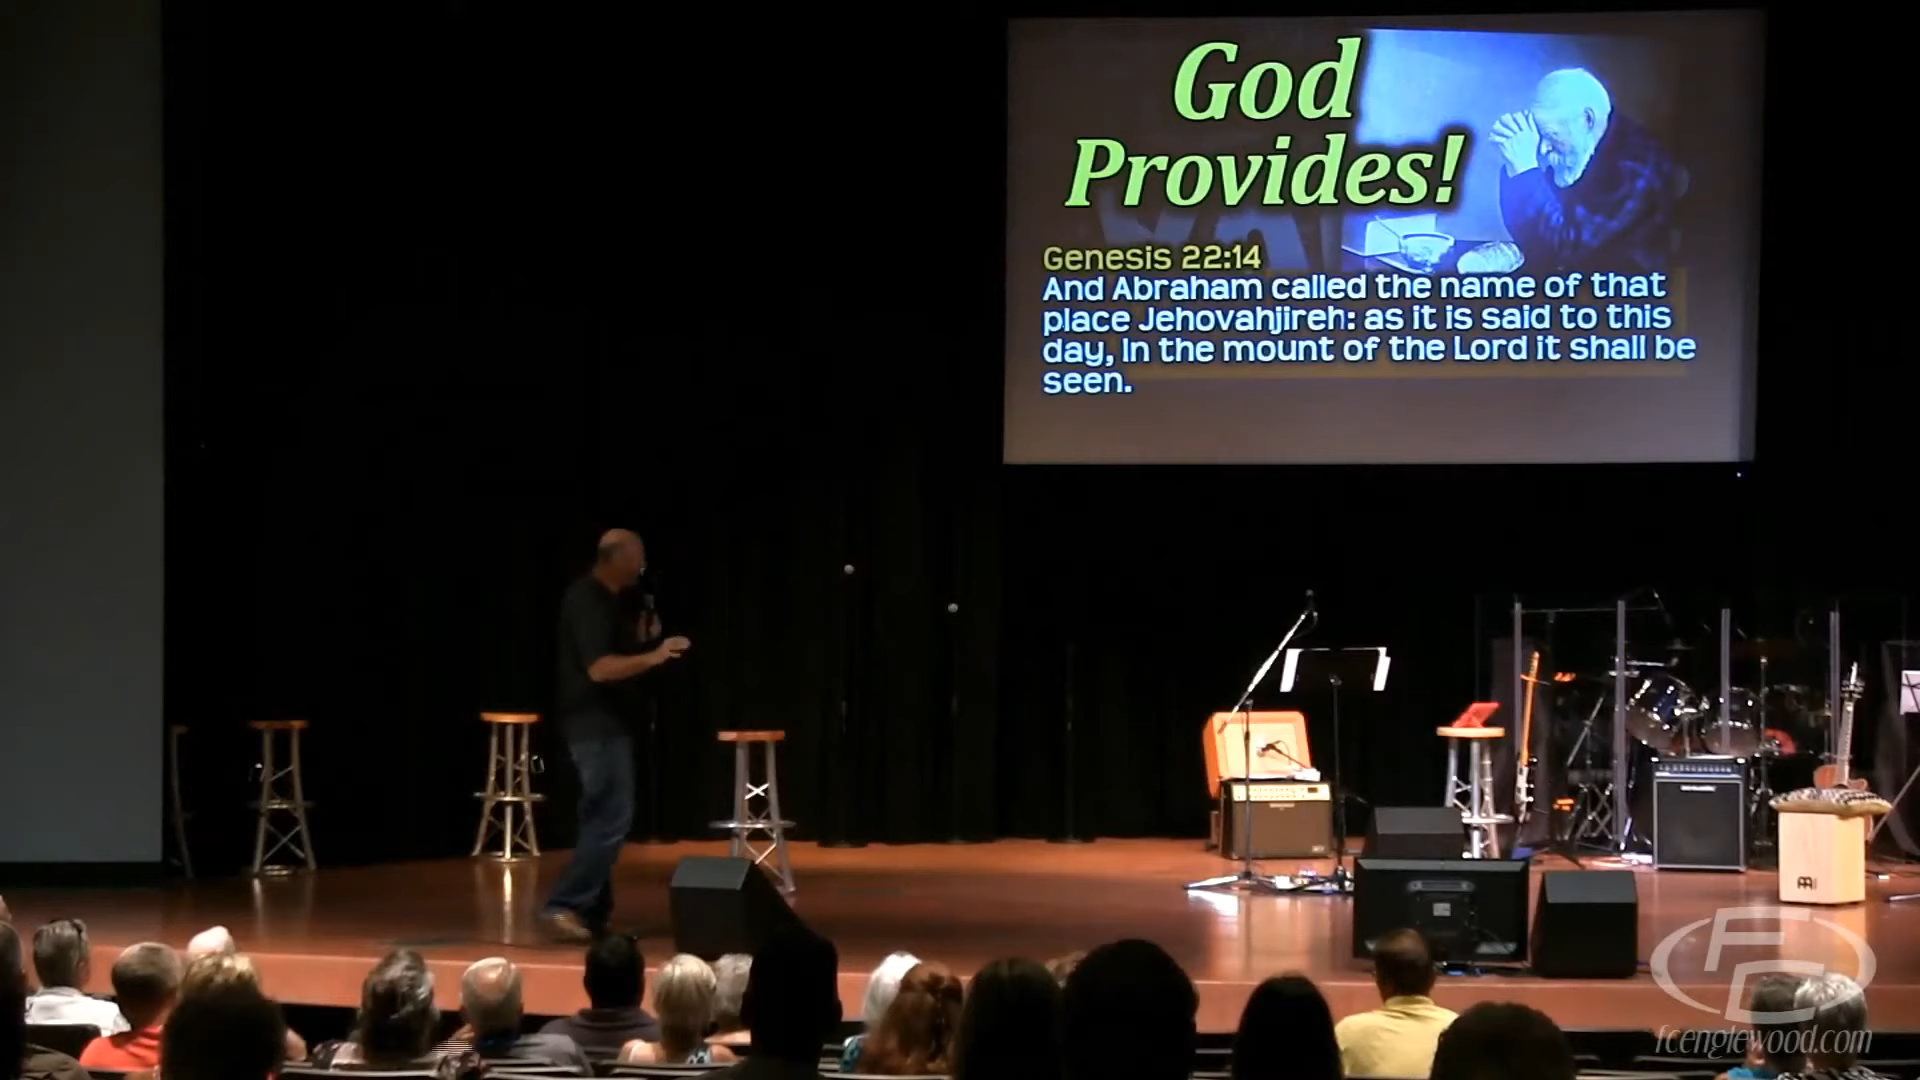 God
Provides!
Genesis 22:14
And Abraham called the name of that
place Jehovahjireh: as it is said to this
day, In the mount of the Lord it shall be
seen.
FC
fcenglewood.com